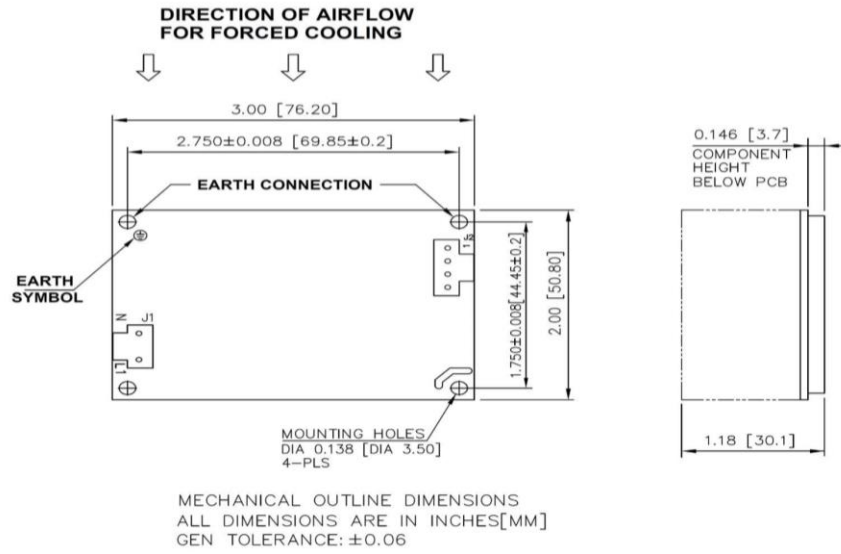 DIRECTION OF AIRFLOW
FOR FORCED COOLING
3.00 [76.20]
2.750±0.008 [69.85±0.2]
EARTH CONNECTION
0.146 [3.7]
COMPONENT
HEIGHT
BELOW PCB
EARTH
SYMBOL
J2
1
N
J1
L1
1.750±0.008[44.45±0.2]
2.00 [50.80]
MOUNTING HOLES
DIA 0.138 [DIA 3.50]
4-PLS
1.18 [30.1]
MECHANICAL OUTLINE DIMENSIONS
ALL DIMENSIONS ARE IN INCHES[MM]
GEN TOLERANCE: ±0.06